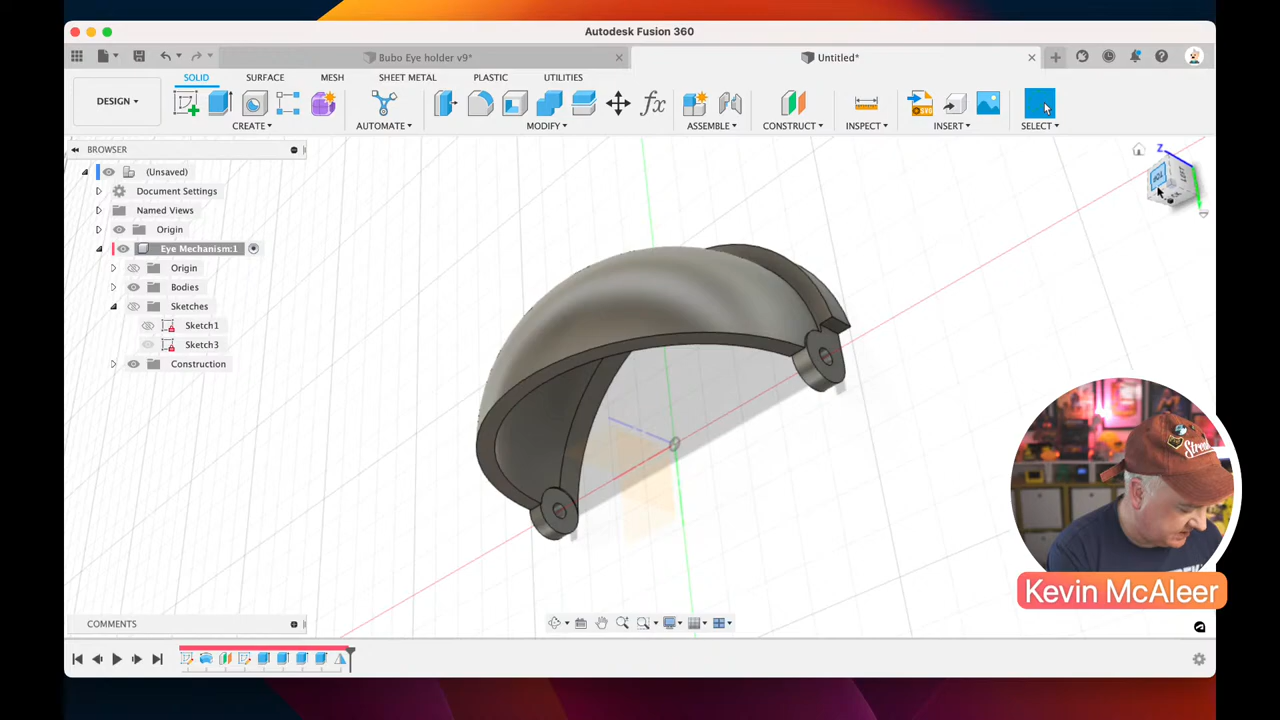 Autodesk Fusion 360
Bubo Eye holder v9*
Untitled*
DESIGN
SOLID
SURFACE
MESH
SHEET METAL
PLASTIC
UTILITIES
CREATE
AUTOMATE
MODIFY
ASSEMBLE
CONSTRUCT
INSPECT
INSERT
SELECT
fx
BROWSER
(Unsaved)
Document Settings
Named Views
Origin
Eye Mechanism:1
Origin
Bodies
Sketches
Sketch1
Sketch3
Construction
Z
LEFT
Kevin McAleer
COMMENTS